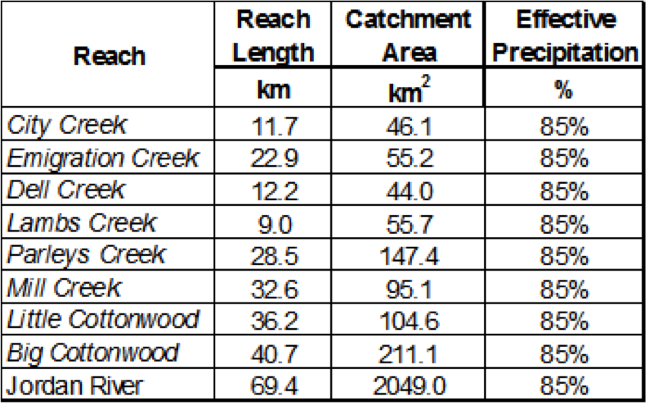 Reach Reach Length Catchment Area Effective Precipitation
km km² %
City Creek 11.7 46.1 85%
Emigration Creek 22.9 55.2 85%
Dell Creek 12.2 44.0 85%
Lambs Creek 9.0 55.7 85%
Parleys Creek 28.5 147.4 85%
Mill Creek 32.6 95.1 85%
Little Cottonwood 36.2 104.6 85%
Big Cottonwood 40.7 211.1 85%
Jordan River 69.4 2049.0 85%